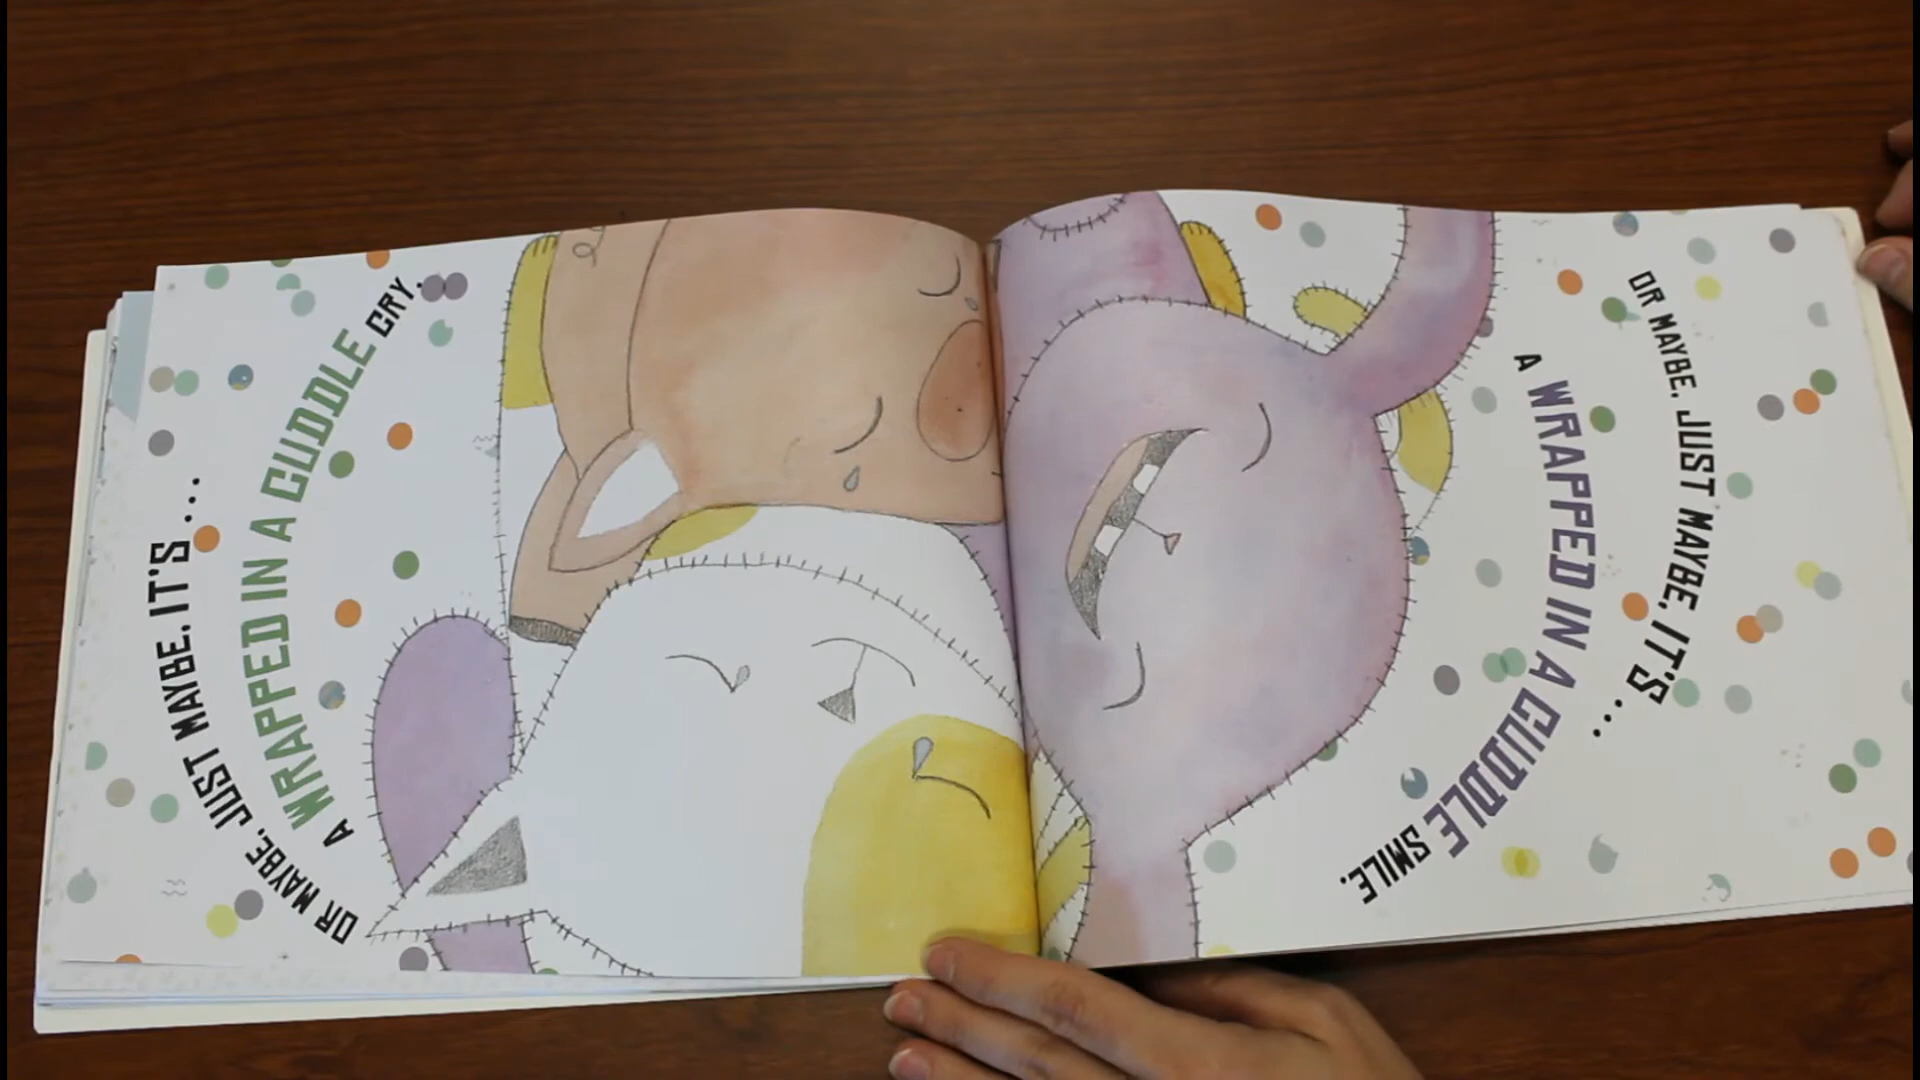 OR MAYBE, JUST MAYBE, IT'S...
A WRAPPED IN A CUDDLE CRY.
OR MAYBE, JUST MAYBE, IT'S...
A WRAPPED IN A CUDDLE SMILE.